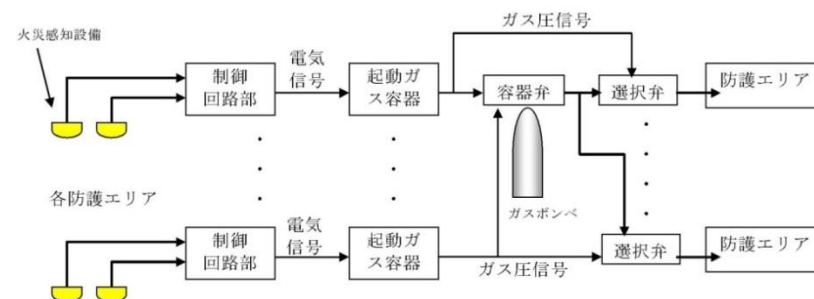 ガス圧信号
火災感知設備
制御
回路部
電気
信号
起動ガ
ス容器
容器弁
選択弁
防護エリア
ガスボンベ
各防護エリア
制御
回路部
電気
信号
起動ガ
ス容器
ガス圧信号
選択弁
防護エリア